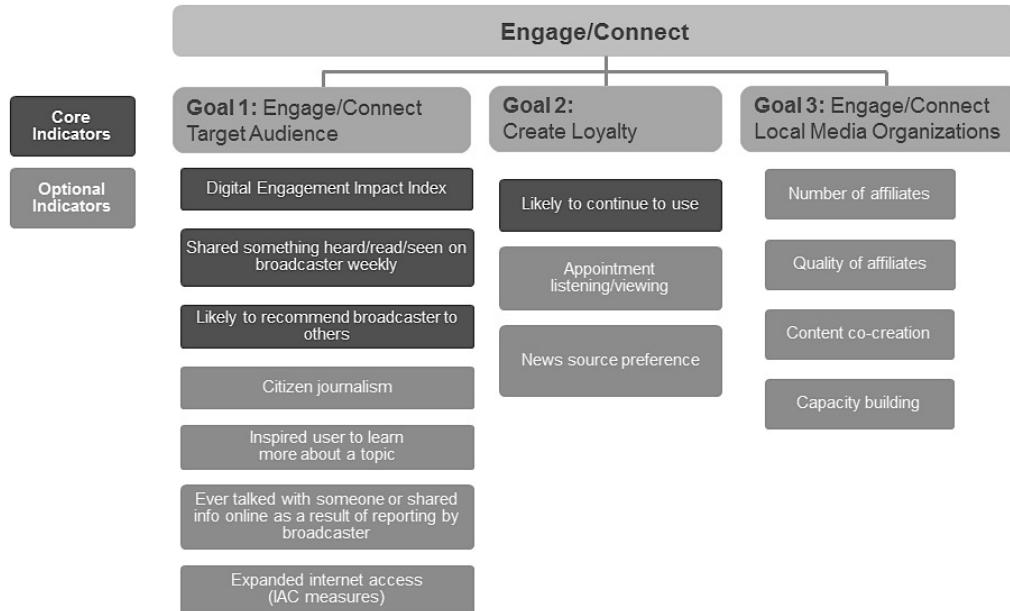 Engage/Connect
Core
Indicators
Optional
Indicators
Goal 1: Engage/Connect
Target Audience
Digital Engagement Impact Index
Shared something heard/read/seen on
broadcaster weekly
Likely to recommend broadcaster to
others
Citizen journalism
Inspired user to learn
more about a topic
Ever talked with someone or shared
info online as a result of reporting by
broadcaster
Expanded internet access
(IAC measures)
Goal 2:
Create Loyalty
Likely to continue to use
Appointment
listening/viewing
News source preference
Goal 3: Engage/Connect
Local Media Organizations
Number of affiliates
Quality of affiliates
Content co-creation
Capacity building